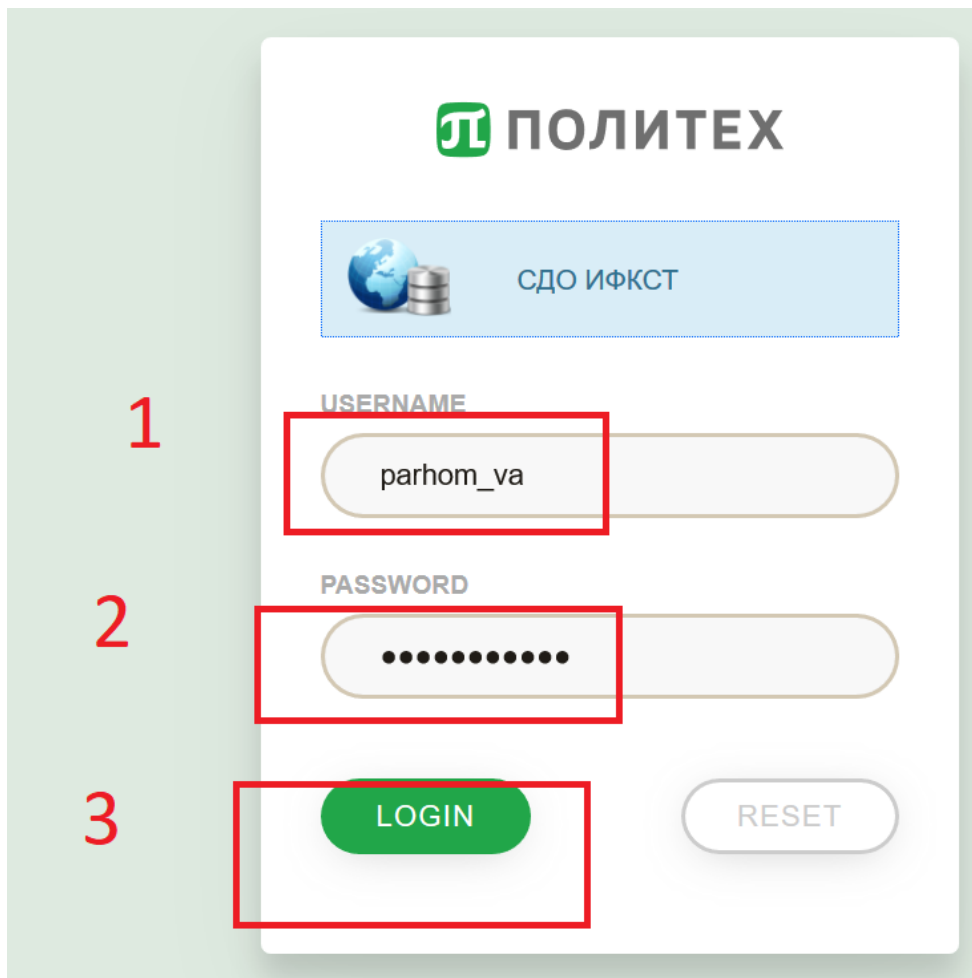 ПОЛИТЕХ
СДО ИФКСТ
1
USERNAME
parhom_va
2
PASSWORD
•••••••••••
3
LOGIN
RESET